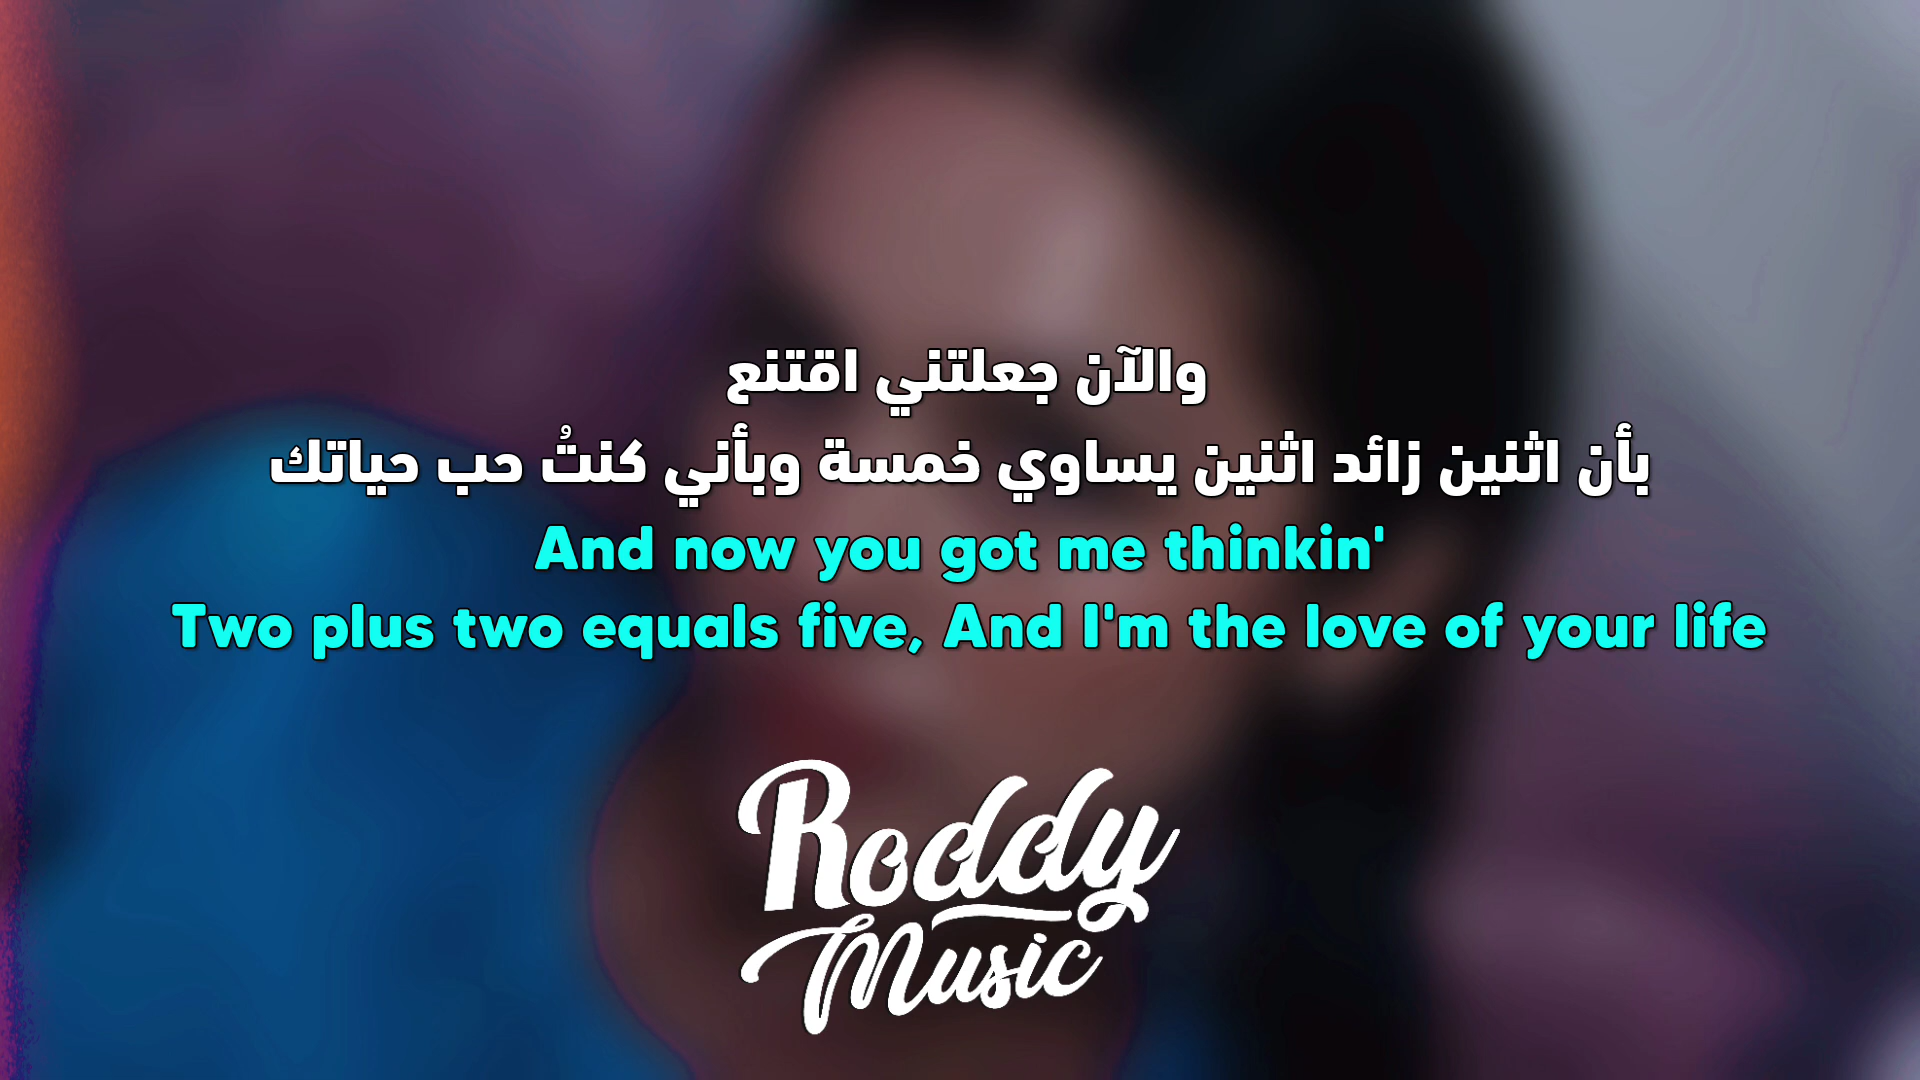 والآن جعلتني اقتنع
بأن اثنين زائد اثنين يساوي خمسة وبأني كنتُ حب حياتك
And now you got me thinkin'
Two plus two equals five, And I'm the love of your life
Roddy
Music